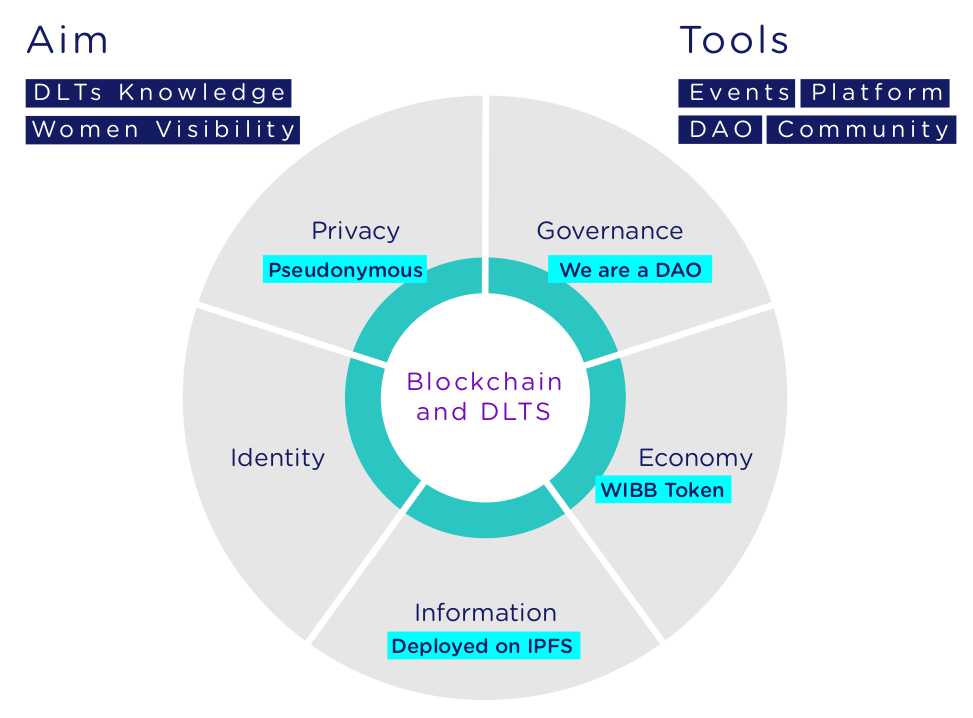 Aim
DLTs Knowledge
Women Visibility
Tools
Events Platform
DAO Community
Privacy
Pseudonymous
Governance
We are a DAO
Blockchain
and DLTS
Identity
Economy
WIBB Token
Information
Deployed on IPFS